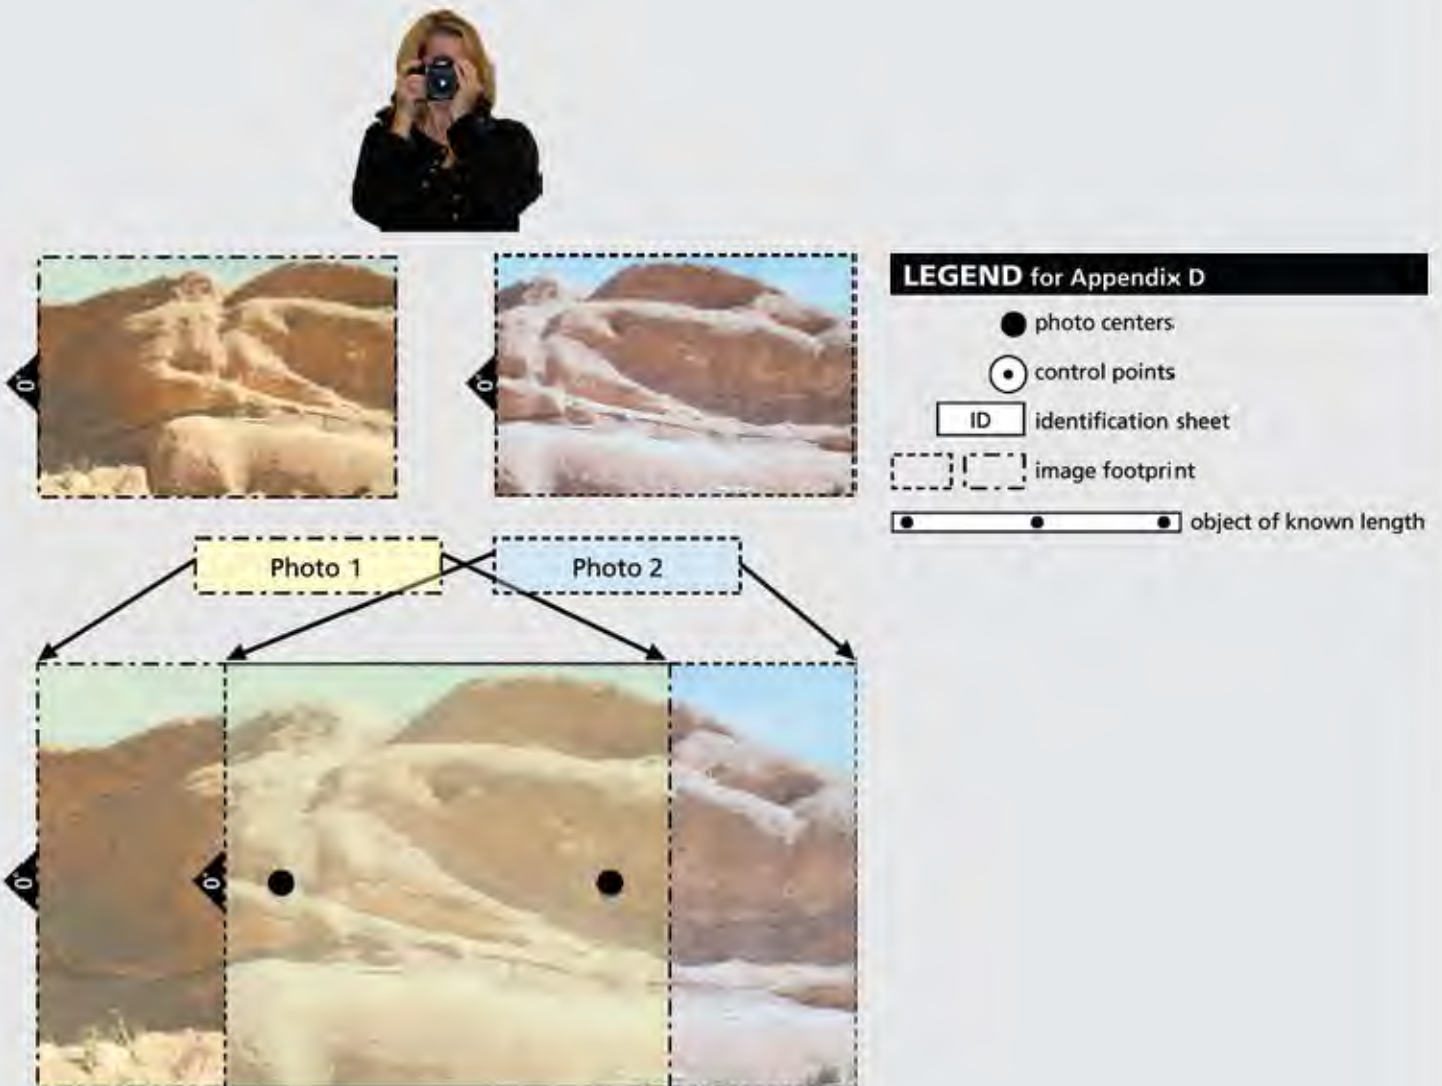 LEGEND for Appendix D
photo centers
control points
ID identification sheet
image footprint
object of known length
0°
0°
Photo 1
Photo 2
0°
0°